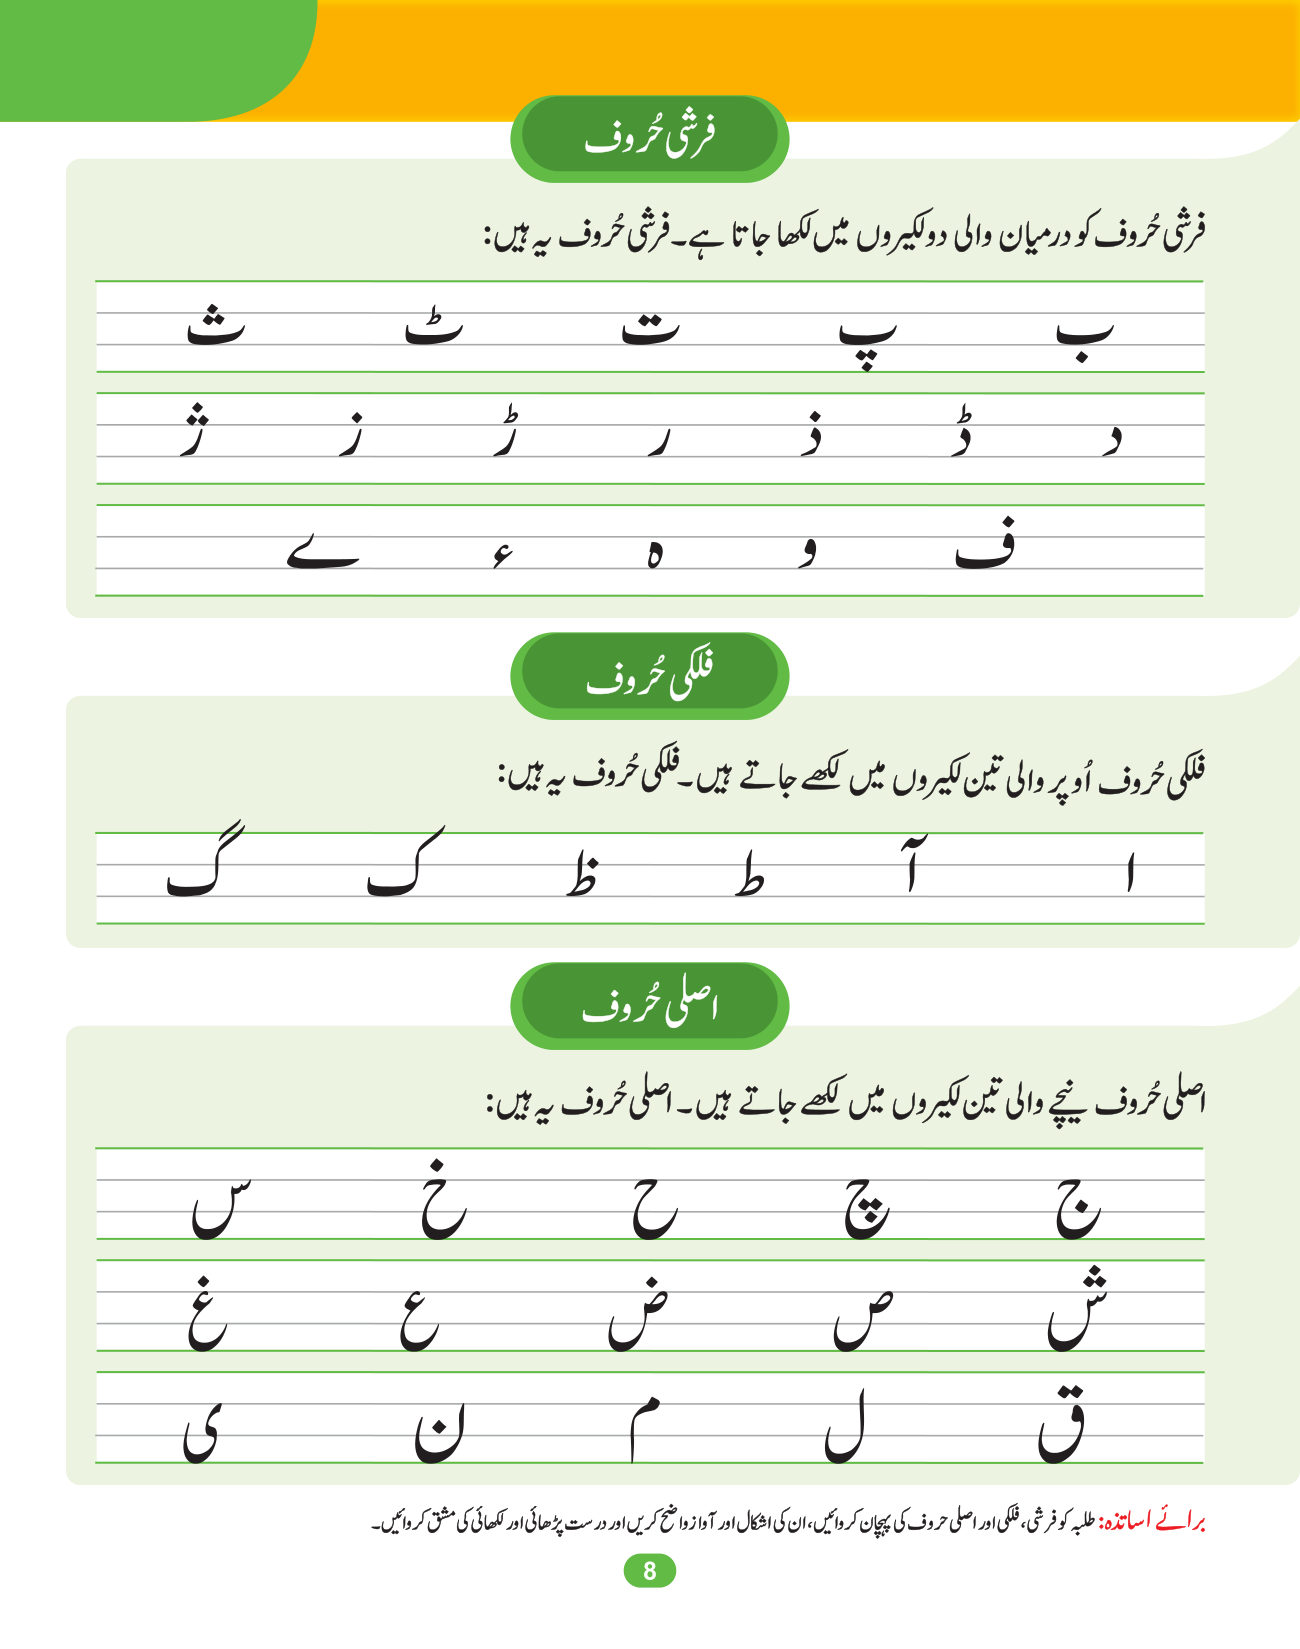 فرشی حُروف
فرشی حُروف کو درمیان والی دو لکیروں میں لکھا جاتا ہے۔ فرشی حُروف یہ ہیں:
ب پ ت ٹ ث
د ڈ ذ ر ڑ ز ژ
ف و ہ ء ے
فلکی حُروف
فلکی حُروف اُوپر والی تین لکیروں میں لکھے جاتے ہیں۔ فلکی حُروف یہ ہیں:
ا آ ط ظ ک گ
اصلی حُروف
اصلی حُروف نیچے والی تین لکیروں میں لکھے جاتے ہیں۔ اصلی حُروف یہ ہیں:
ج چ ح خ س
ش ص ض ع غ
ق ل م ن ی
برائے اساتذہ: طلبہ کو فرشی، فلکی اور اصلی حروف کی پہچان کروائیں، ان کی اشکال اور آواز واضح کریں اور درست پڑھائی اور لکھائی کی مشق کروائیں۔
8